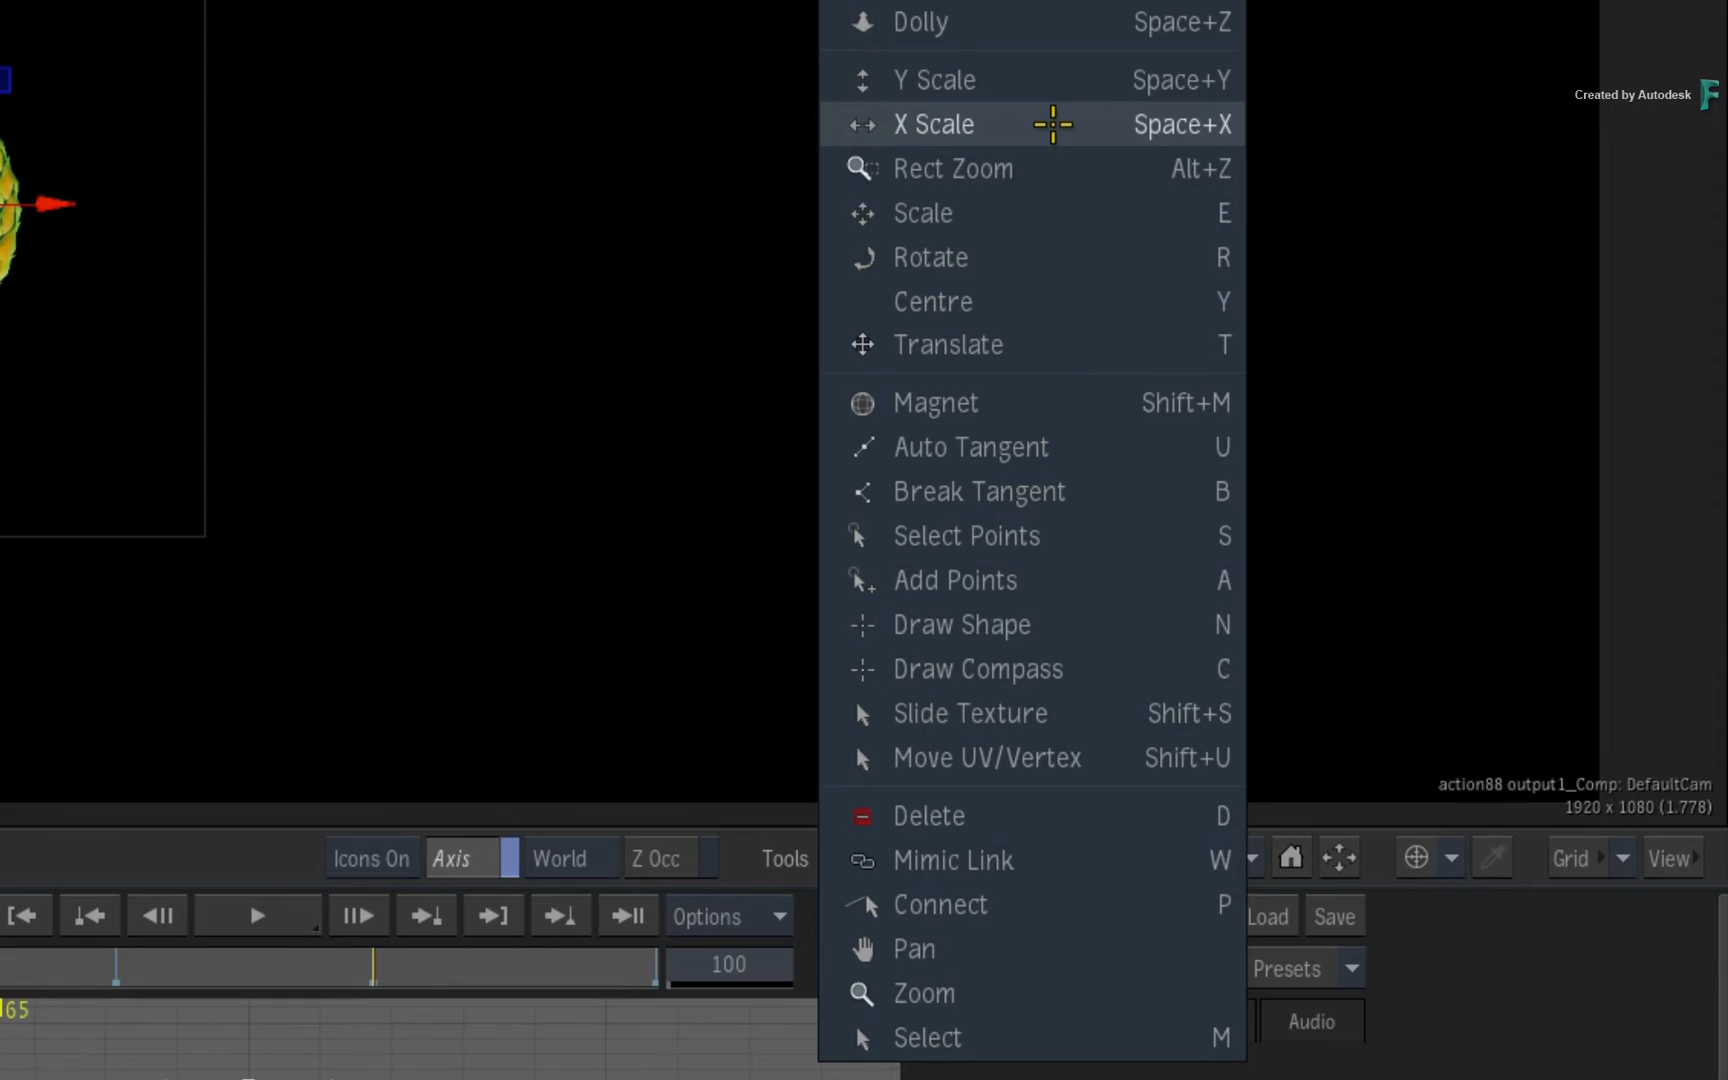 Dolly Space+Z
Y Scale Space+Y
Created by Autodesk
X Scale Space+X
Rect Zoom Alt+Z
Scale E
Rotate R
Centre Y
Translate T
Magnet Shift+M
Auto Tangent U
Break Tangent B
Select Points S
Add Points A
Draw Shape N
Draw Compass C
Slide Texture Shift+S
Move UV/Vertex Shift+U
Delete D
Mimic Link W
Connect P
Pan
Zoom
Select M
action88 output1_Comp: DefaultCam
1920 x 1080 (1.778)
Icons On Axis World Z Occ Tools Grid View
Options Load Save
100 Presets
65
Audio